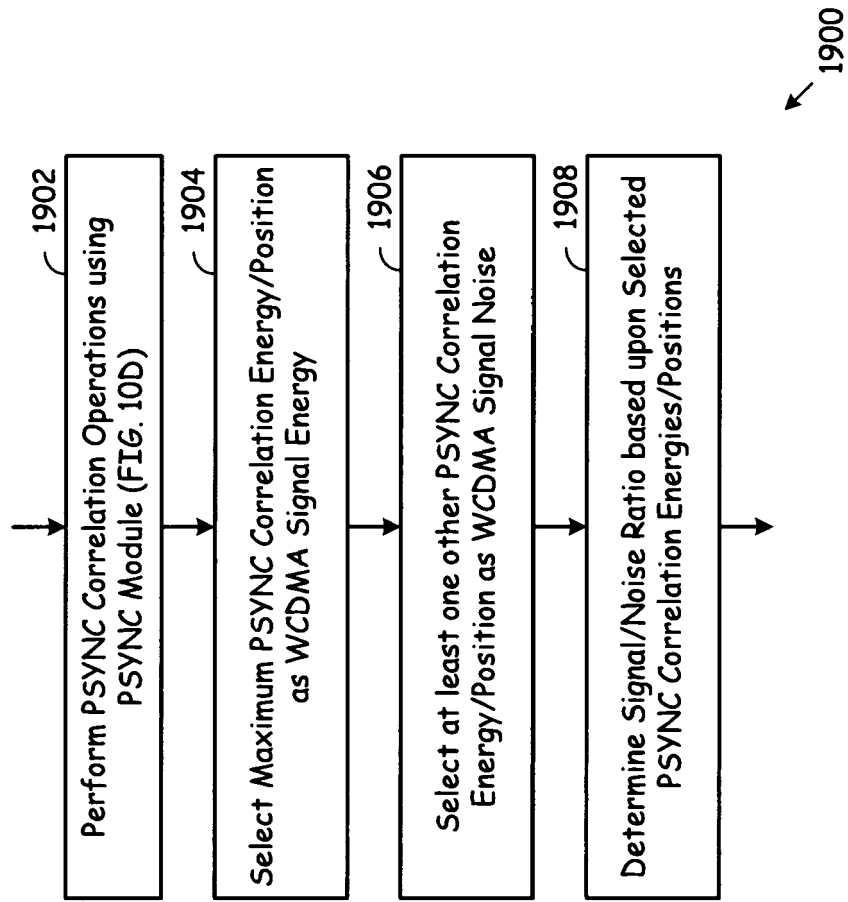 1902
Perform PSYNC Correlation Operations using
PSYNC Module (FIG. 10D)
1904
Select Maximum PSYNC Correlation Energy/Position
as WCDMA Signal Energy
1906
Select at least one other PSYNC Correlation
Energy/Position as WCDMA Signal Noise
1908
Determine Signal/Noise Ratio based upon Selected
PSYNC Correlation Energies/Positions
1900